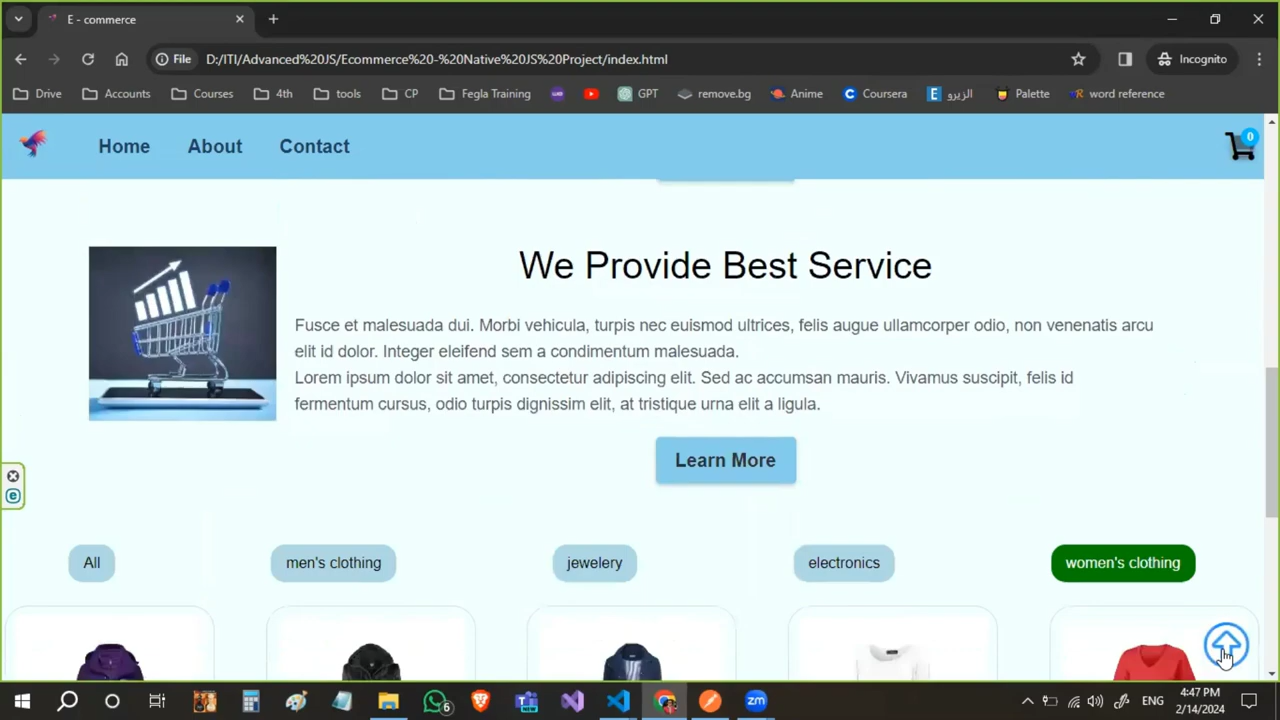 E - commerce
File D:/ITI/Advanced%20JS/Ecommerce%20-%20Native%20JS%20Project/index.html Incognito
Drive Accounts Courses 4th tools CP Fegla Training GPT remove.bg Anime Coursera الزيرو Palette word reference
Home About Contact 0
We Provide Best Service
Fusce et malesuada dui. Morbi vehicula, turpis nec euismod ultrices, felis augue ullamcorper odio, non venenatis arcu
elit id dolor. Integer eleifend sem a condimentum malesuada.
Lorem ipsum dolor sit amet, consectetur adipiscing elit. Sed ac accumsan mauris. Vivamus suscipit, felis id
fermentum cursus, odio turpis dignissim elit, at tristique urna elit a ligula.
Learn More
All men's clothing jewelery electronics women's clothing
6 zm ENG 4:47 PM
2/14/2024